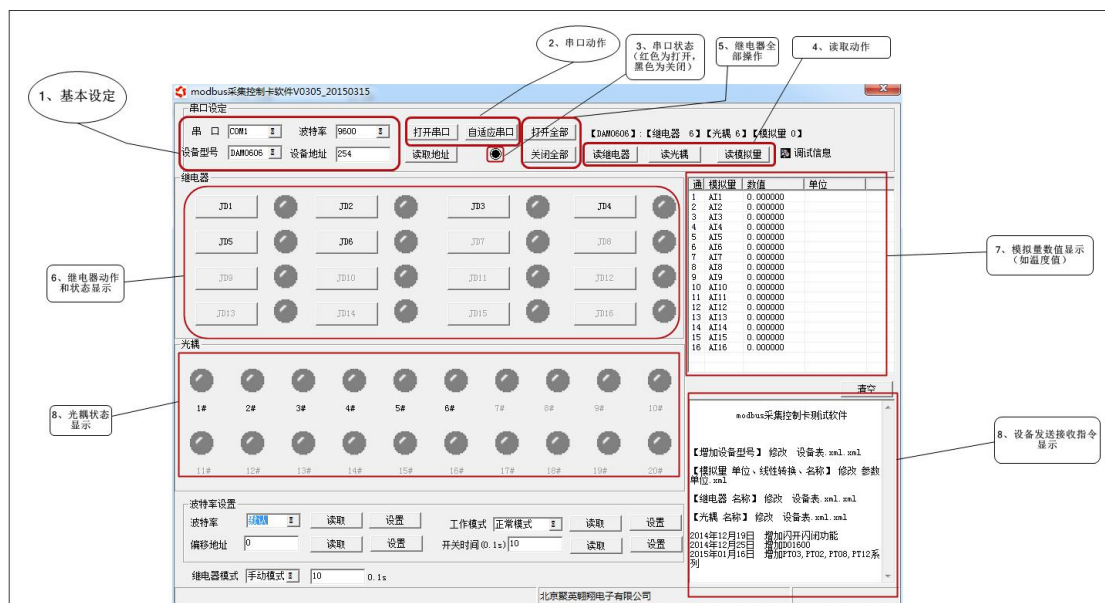 2、串口动作
3、串口状态
(红色为打开,
黑色为关闭)
5、继电器全
部操作
4、读取动作
1、基本设定
modbus采集控制卡软件V0305_20150315
串口设定
串 口 COM1 波特率 9600 打开串口 自适应串口 打开全部 【DAM0606】:【继电器 6】【光耦 6】【模拟量 0】
设备型号 DAM0606 设备地址 254 读取地址 关闭全部 读继电器 读光耦 读模拟量 调试信息
继电器
JD1 JD2 JD3 JD4
JD5 JD6 JD7 JD8
JD9 JD10 JD11 JD12
JD13 JD14 JD15 JD16
6、继电器动作
和状态显示
通 模拟量 数值 单位
1 AI1 0.000000
2 AI2 0.000000
3 AI3 0.000000
4 AI4 0.000000
5 AI5 0.000000
6 AI6 0.000000
7 AI7 0.000000
8 AI8 0.000000
9 AI9 0.000000
10 AI10 0.000000
11 AI11 0.000000
12 AI12 0.000000
13 AI13 0.000000
14 AI14 0.000000
15 AI15 0.000000
16 AI16 0.000000
7、模拟量数值显示
(如温度值)
光耦
1# 2# 3# 4# 5# 6# 7# 8# 9# 10#
11# 12# 13# 14# 15# 16# 17# 18# 19# 20#
8、光耦状态
显示
清空
modbus采集控制卡测试软件
【增加设备型号】 修改 设备表.xml.xml
【模拟量 单位、线性转换、名称】 修改 参数
单位.xml
【继电器 名称】 修改 设备表.xml.xml
【光耦 名称】 修改 设备表.xml.xml
2014年12月19日 增加闪开闪闭功能
2014年12月25日 增加DO1600
2015年01月16日 增加PT03,PT02,PT08,PT12系
列
8、设备发送接收指令
显示
波特率设置
波特率 默认 读取 设置 工作模式 正常模式 读取 设置
偏移地址 0 读取 设置 开关时间(0.1s) 10 读取 设置
继电器模式 手动模式 10 0.1s
北京聚英翱翔电子有限公司